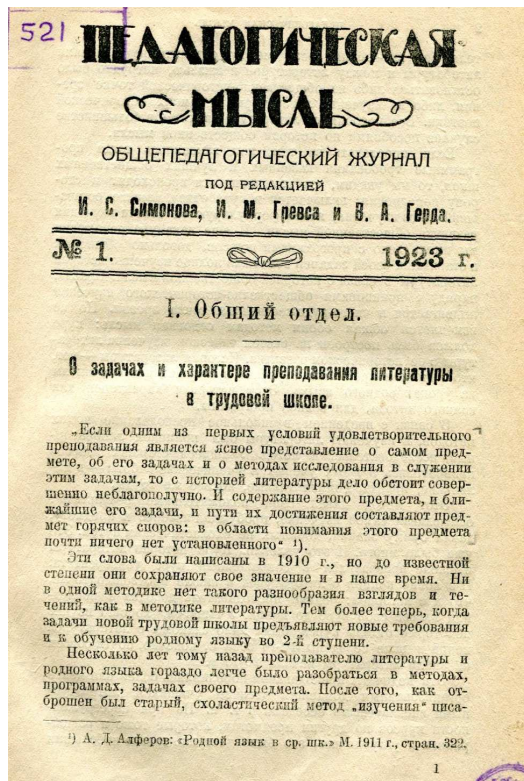 521
ПЕДАГОГИЧЕСКАЯ
МЫСЛЬ
ОБЩЕПЕДАГОГИЧЕСКИЙ ЖУРНАЛ
ПОД РЕДАКЦИЕЙ
И. С. Симонова, И. М. Гревса и В. А. Герда.
№ 1.
1923 г.
I. Общий отдел.
О задачах и характере преподавания литературы
в трудовой школе.
„Если одним из первых условий удовлетворительного
преподавания является ясное представление о самом пред-
мете, об его задачах и о методах исследования в служении
этим задачам, то с историей литературы дело обстоит совер-
шенно неблагополучно. И содержание этого предмета, и бли-
жайшие его задачи, и пути их достижения составляют пред-
мет горячих споров: в области понимания этого предмета
почти ничего нет установленного“ ¹).
Эти слова были написаны в 1910 г., но до известной
степени они сохраняют свое значение и в наше время. Ни
в одной методике нет такого разнообразия взглядов и те-
чений, как в методике литературы. Тем более теперь, когда
задачи новой трудовой школы предъявляют новые требования
и к обучению родному языку во 2-й ступени.
Несколько лет тому назад преподавателю литературы и
родного языка гораздо легче было разобраться в методах,
программах, задачах своего предмета. После того, как от-
брошен был старый, схоластический метод „изучения“ писа-
¹) А. Д. Алферов: «Родной язык в ср. шк.» М. 1911 г., стран. 322.
1